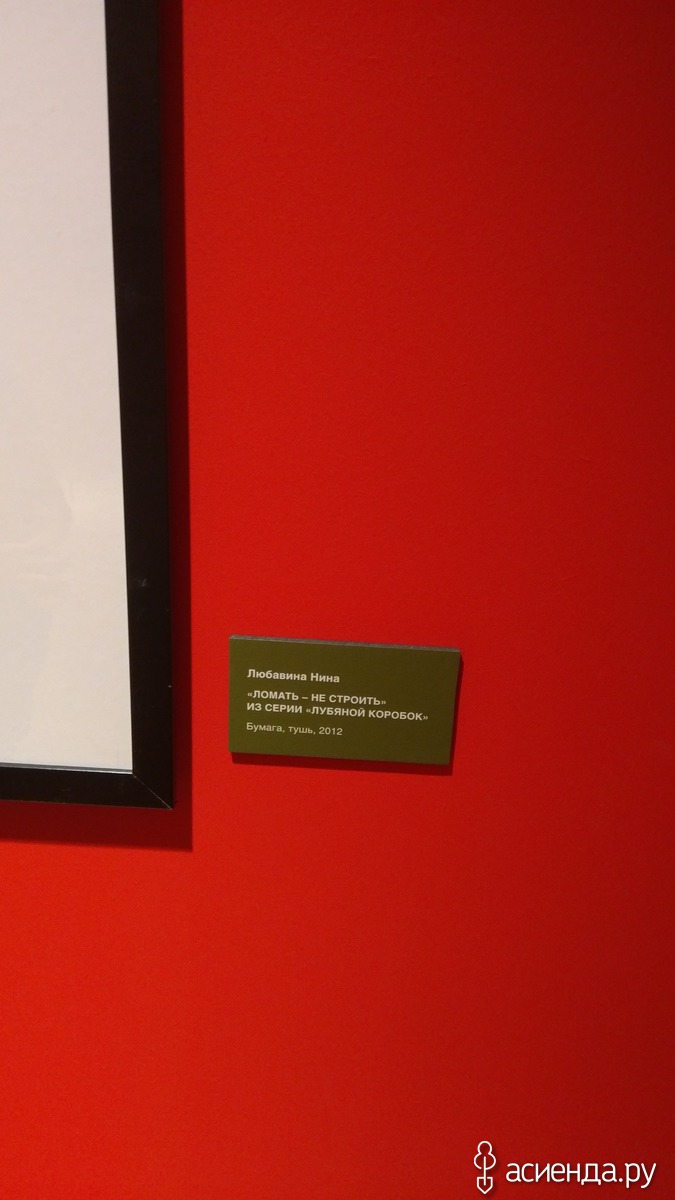 Любавина Нина
«ЛОМАТЬ – НЕ СТРОИТЬ»
ИЗ СЕРИИ «ЛУБЯНОЙ КОРОБОК»
Бумага, тушь, 2012
асиенда.ру